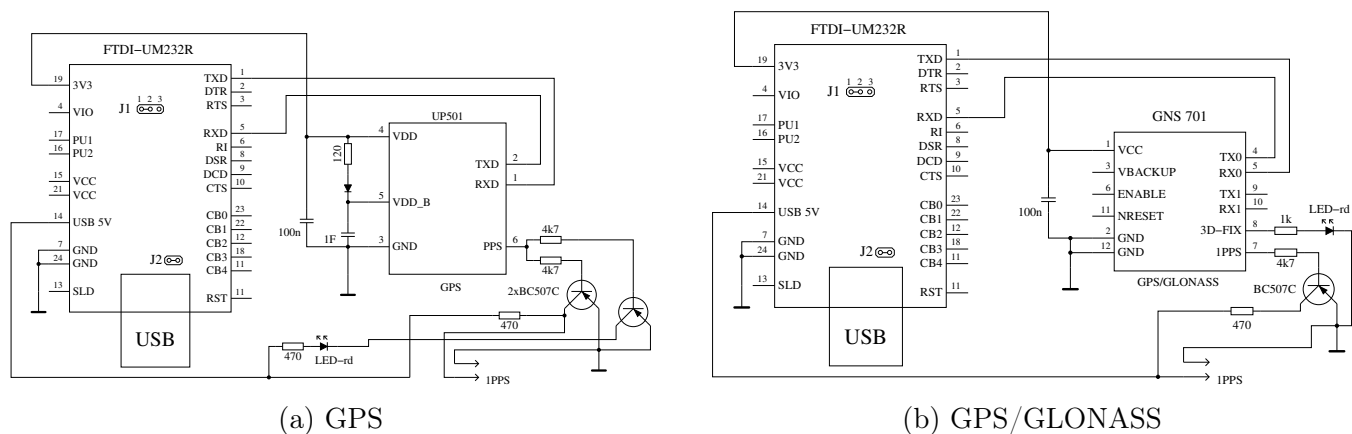 FTDI−UM232R
19 3V3
4 VIO
17 PU1
16 PU2
15 VCC
21 VCC
14 USB 5V
7 GND
24 GND
13 SLD
J1 1 2 3
J2
TXD 1
DTR 2
RTS 3
RXD 5
RI 6
DSR 8
DCD 9
CTS 10
CB0 23
CB1 22
CB2 12
CB3 18
CB4 11
RST 11
USB
120
1F
100n
UP501
4 VDD
5 VDD_B
3 GND
TXD 2
RXD 1
PPS 6
GPS
4k7
4k7
2xBC507C
470
470
LED−rd
1PPS
(a) GPS
FTDI−UM232R
19 3V3
4 VIO
17 PU1
16 PU2
15 VCC
21 VCC
14 USB 5V
7 GND
24 GND
13 SLD
J1 1 2 3
J2
TXD 1
DTR 2
RTS 3
RXD 5
RI 6
DSR 8
DCD 9
CTS 10
CB0 23
CB1 22
CB2 12
CB3 18
CB4 11
RST 11
USB
100n
GNS 701
1 VCC
3 VBACKUP
6 ENABLE
11 NRESET
2 GND
12 GND
TX0 4
RX0 5
TX1 9
RX1 10
3D−FIX 8
1PPS 7
GPS/GLONASS
1k
LED−rd
4k7
BC507C
470
1PPS
(b) GPS/GLONASS